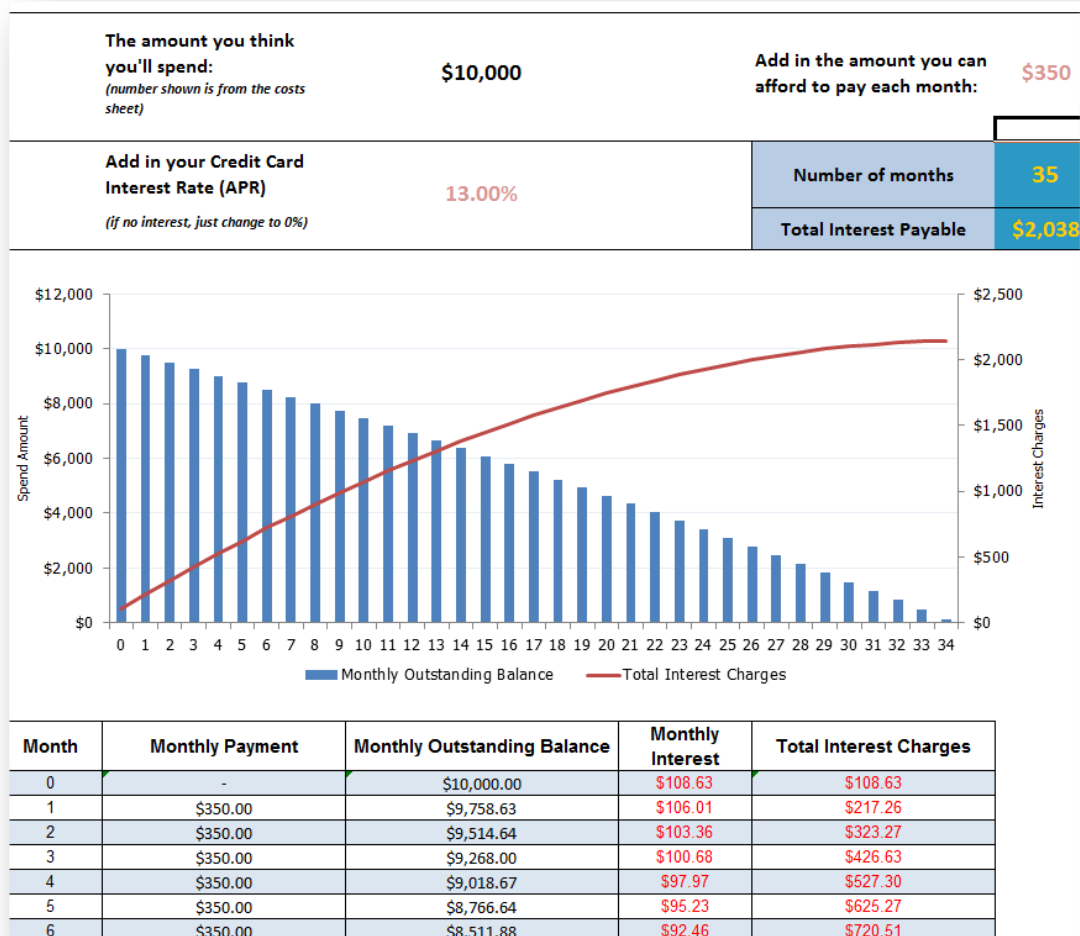 The amount you think
you'll spend:
(number shown is from the costs
sheet)
$10,000
Add in the amount you can
afford to pay each month:
$350
Add in your Credit Card
Interest Rate (APR)
(if no interest, just change to 0%)
13.00%
Number of months
35
Total Interest Payable
$2,038
$12,000
$10,000
$8,000
$6,000
$4,000
$2,000
$0
Spend Amount
$2,500
$2,000
$1,500
$1,000
$500
$0
Interest Charges
0 1 2 3 4 5 6 7 8 9 10 11 12 13 14 15 16 17 18 19 20 21 22 23 24 25 26 27 28 29 30 31 32 33 34
Monthly Outstanding Balance Total Interest Charges
Month Monthly Payment Monthly Outstanding Balance Monthly Interest Total Interest Charges
0 - $10,000.00 $108.63 $108.63
1 $350.00 $9,758.63 $106.01 $217.26
2 $350.00 $9,514.64 $103.36 $323.27
3 $350.00 $9,268.00 $100.68 $426.63
4 $350.00 $9,018.67 $97.97 $527.30
5 $350.00 $8,766.64 $95.23 $625.27
6 $350.00 $8,511.88 $92.46 $720.51